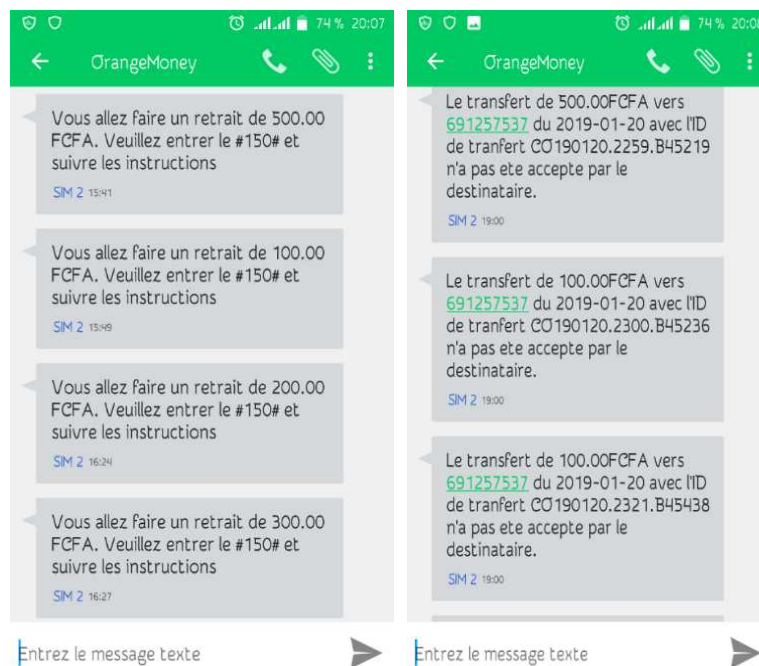 74 % 20:07
OrangeMoney
Vous allez faire un retrait de 500.00
FCFA. Veuillez entrer le #150# et
suivre les instructions
SIM 2 15:41
Vous allez faire un retrait de 100.00
FCFA. Veuillez entrer le #150# et
suivre les instructions
SIM 2 15:49
Vous allez faire un retrait de 200.00
FCFA. Veuillez entrer le #150# et
suivre les instructions
SIM 2 16:24
Vous allez faire un retrait de 300.00
FCFA. Veuillez entrer le #150# et
suivre les instructions
SIM 2 16:27
Entrez le message texte
74 % 20:08
OrangeMoney
Le transfert de 500.00FCFA vers
691257537 du 2019-01-20 avec l'ID
de tranfert CO190120.2259.B45219
n'a pas ete accepte par le
destinataire.
SIM 2 19:00
Le transfert de 100.00FCFA vers
691257537 du 2019-01-20 avec l'ID
de tranfert CO190120.2300.B45236
n'a pas ete accepte par le
destinataire.
SIM 2 19:00
Le transfert de 100.00FCFA vers
691257537 du 2019-01-20 avec l'ID
de tranfert CO190120.2321.B45438
n'a pas ete accepte par le
destinataire.
SIM 2 19:00
Entrez le message texte